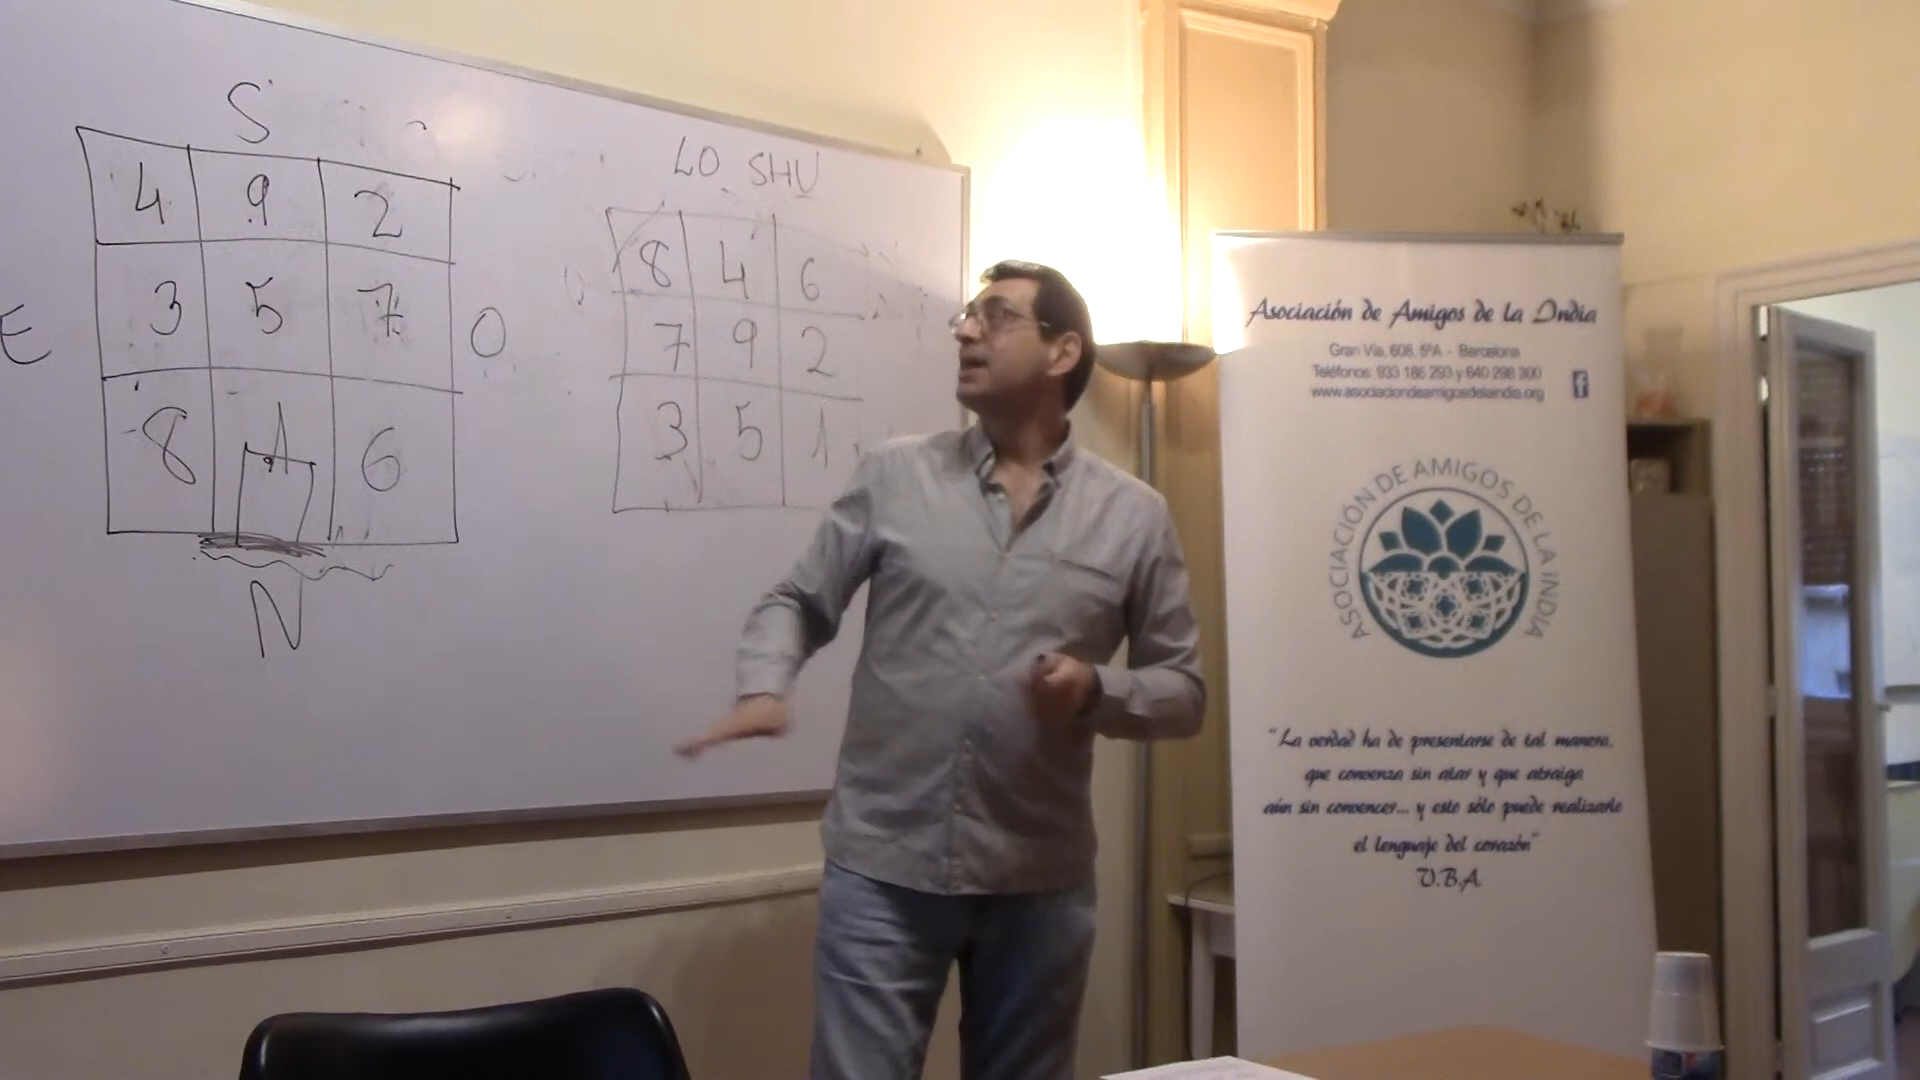 S
4 9 2
3 5 7
8 1 6
E
O
N
LO SHU
8 4 6
7 9 2
3 5 1
Asociación de Amigos de la India
Gran Vía, 608, 5ºA - Barcelona
Teléfonos: 933 186 293 y 640 298 300
www.asociaciondeamigosdelaindia.org
f
ASOCIACIÓN DE AMIGOS DE LA INDIA
"La verdad ha de presentarse de tal manera,
que convenza sin atar y que atraiga
aún sin convencer... y esto sólo puede realizarlo
el lenguaje del corazón"
V.B.A.